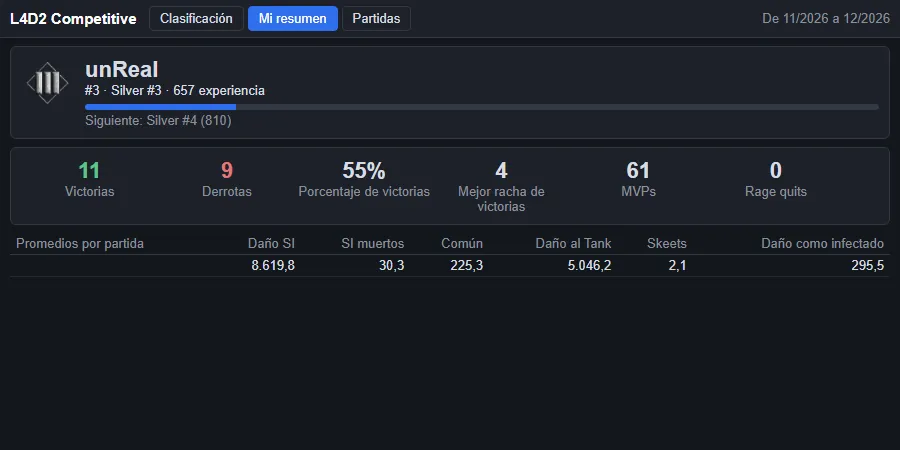 L4D2 Competitive Clasificación Mi resumen Partidas De 11/2026 a 12/2026
unReal
#3 · Silver #3 · 657 experiencia
Siguiente: Silver #4 (810)
11 9 55% 4 61 0
Victorias Derrotas Porcentaje de victorias Mejor racha de victorias MVPs Rage quits
Promedios por partida Daño SI SI muertos Común Daño al Tank Skeets Daño como infectado
8.619,8 30,3 225,3 5.046,2 2,1 295,5